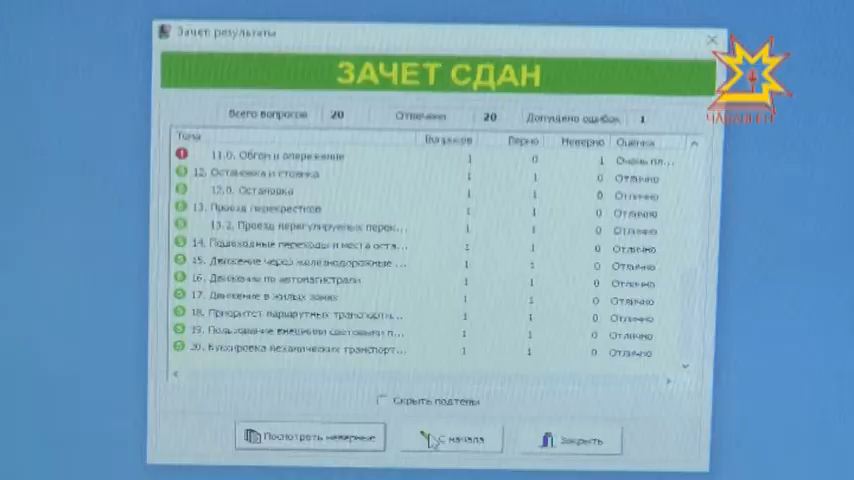 Зачет результаты
ЗАЧЕТ СДАН
Всего вопросов 20 Отвечено 20 Допущено ошибок 1
Тема Вопросов Верно Неверно Оценка
11.0. Обгон и опережение 1 0 1 Очень пл...
12. Остановка и стоянка 1 1 0 Отлично
12.0. Остановка 1 1 0 Отлично
13. Проезд перекрестков 1 1 0 Отлично
13.2. Проезд нерегулируемых перек... 1 1 0 Отлично
14. Пешеходные переходы и места оста... 1 1 0 Отлично
15. Движение через железнодорожные ... 1 1 0 Отлично
16. Движение по автомагистрали 1 1 0 Отлично
17. Движение в жилых зонах 1 1 0 Отлично
18. Приоритет маршрутных транспортн... 1 1 0 Отлично
19. Пользование внешними световыми п... 1 1 0 Отлично
20. Буксировка механических транспорт... 1 1 0 Отлично
Скрыть подтемы
Посмотреть неверные С начала Закрыть